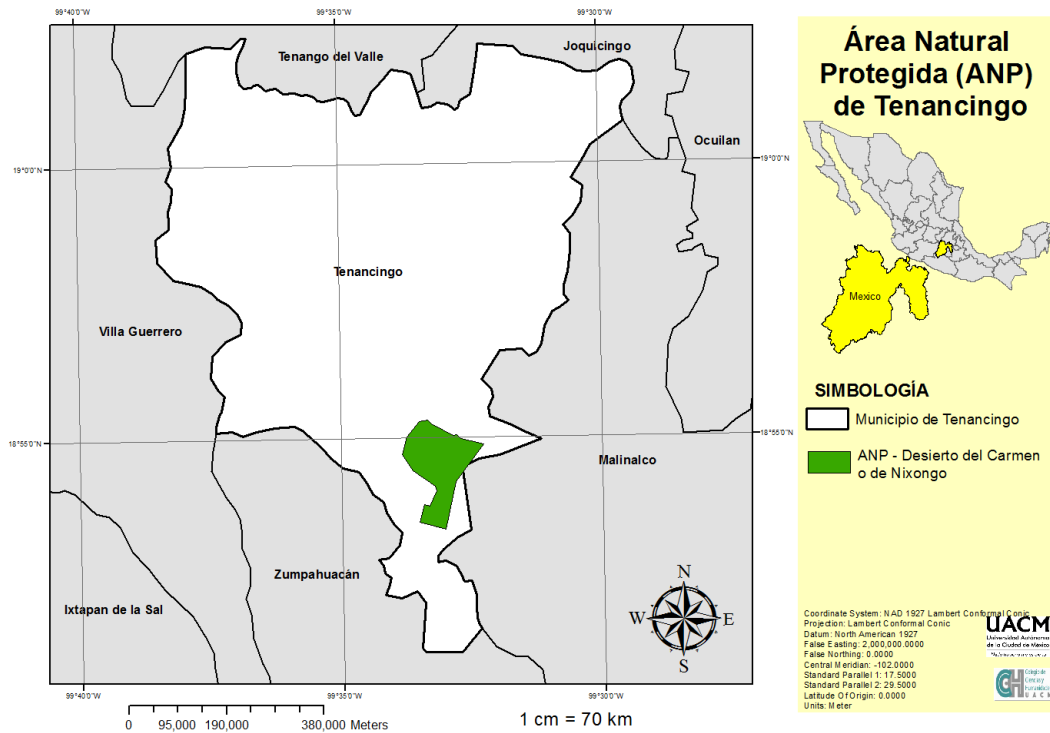 99°40'0"W 99°35'0"W 99°30'0"W
Tenango del Valle
Joquicingo
Ocuilan
19°0'0"N
19°0'0"N
Tenancingo
Villa Guerrero
18°55'0"N
18°55'0"N
Malinalco
Zumpahuacán
Ixtapan de la Sal
N
W E
S
99°40'0"W 99°35'0"W 99°30'0"W
0 95,000 190,000 380,000 Meters
1 cm = 70 km
Área Natural
Protegida (ANP)
de Tenancingo
Mexico
SIMBOLOGÍA
Municipio de Tenancingo
ANP - Desierto del Carmen
o de Nixongo
Coordinate System: NAD 1927 Lambert Conformal Conic
Projection: Lambert Conformal Conic
Datum: North American 1927
False Easting: 2,000,000.0000
False Northing: 0.0000
Central Meridian: -102.0000
Standard Parallel 1: 17.5000
Standard Parallel 2: 29.5000
Latitude Of Origin: 0.0000
Units: Meter
UACM
Universidad Autónoma
de la Ciudad de México
Colegio de
Ciencias y
Humanidades
UACM